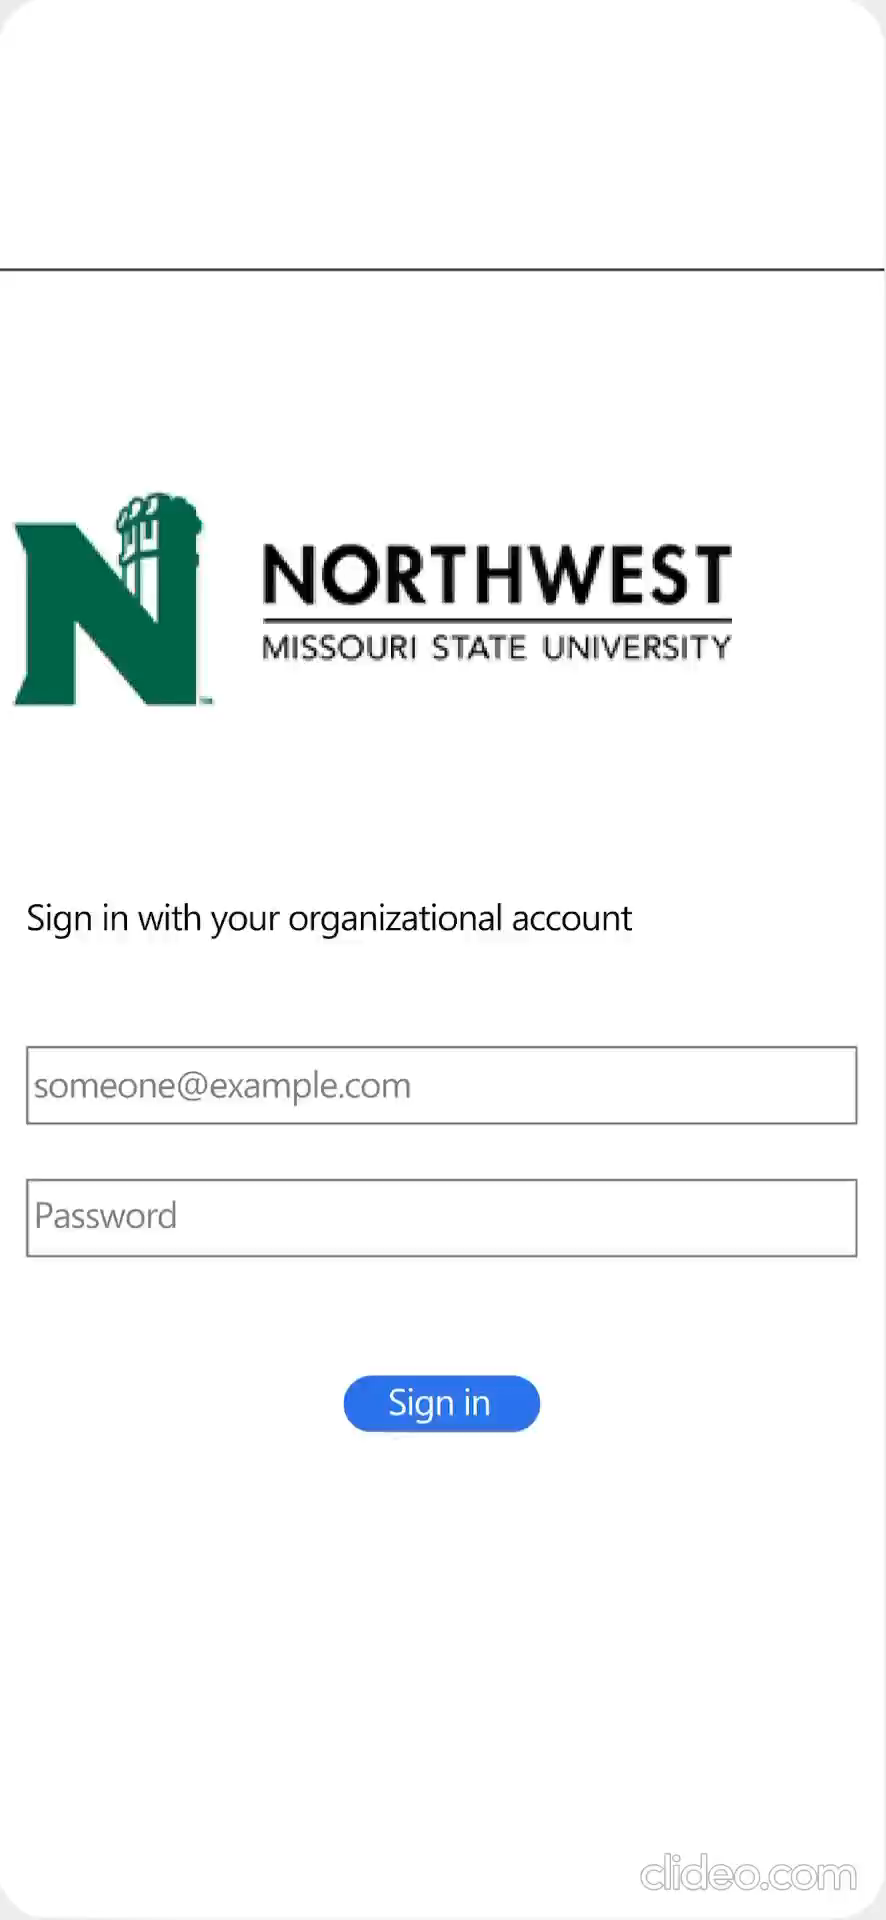 NORTHWEST
MISSOURI STATE UNIVERSITY
Sign in with your organizational account
someone@example.com
Password
Sign in
clideo.com